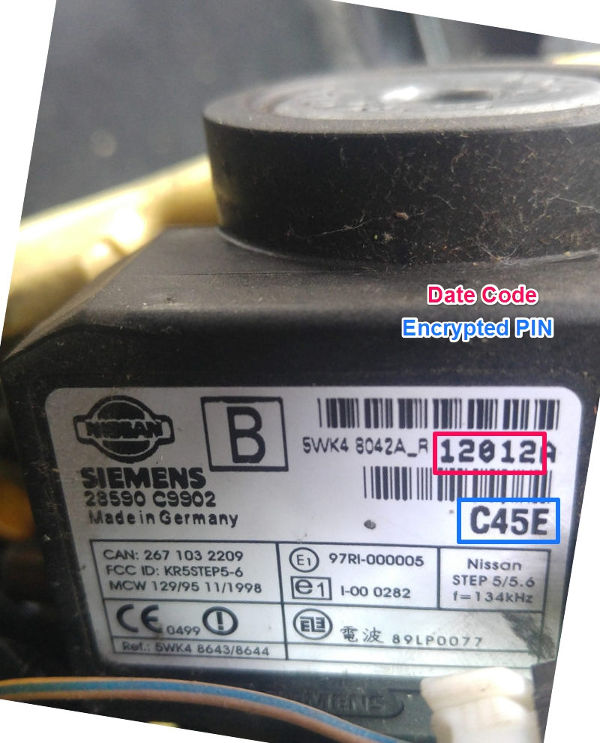 Date Code
Encrypted PIN
NISSAN
B
5WK4 8042A_R 12012A
SIEMENS
28590 C9902
Made in Germany
C45E
CAN: 267 103 2209
FCC ID: KR5STEP5-6
MCW 129/95 11/1998
E1 97RI-000005
e1 I-00 0282
Nissan
STEP 5/5.6
f=134kHz
CE 0499
電波 89LP0077
Ref.: 5WK4 8643/8644
SIEMENS